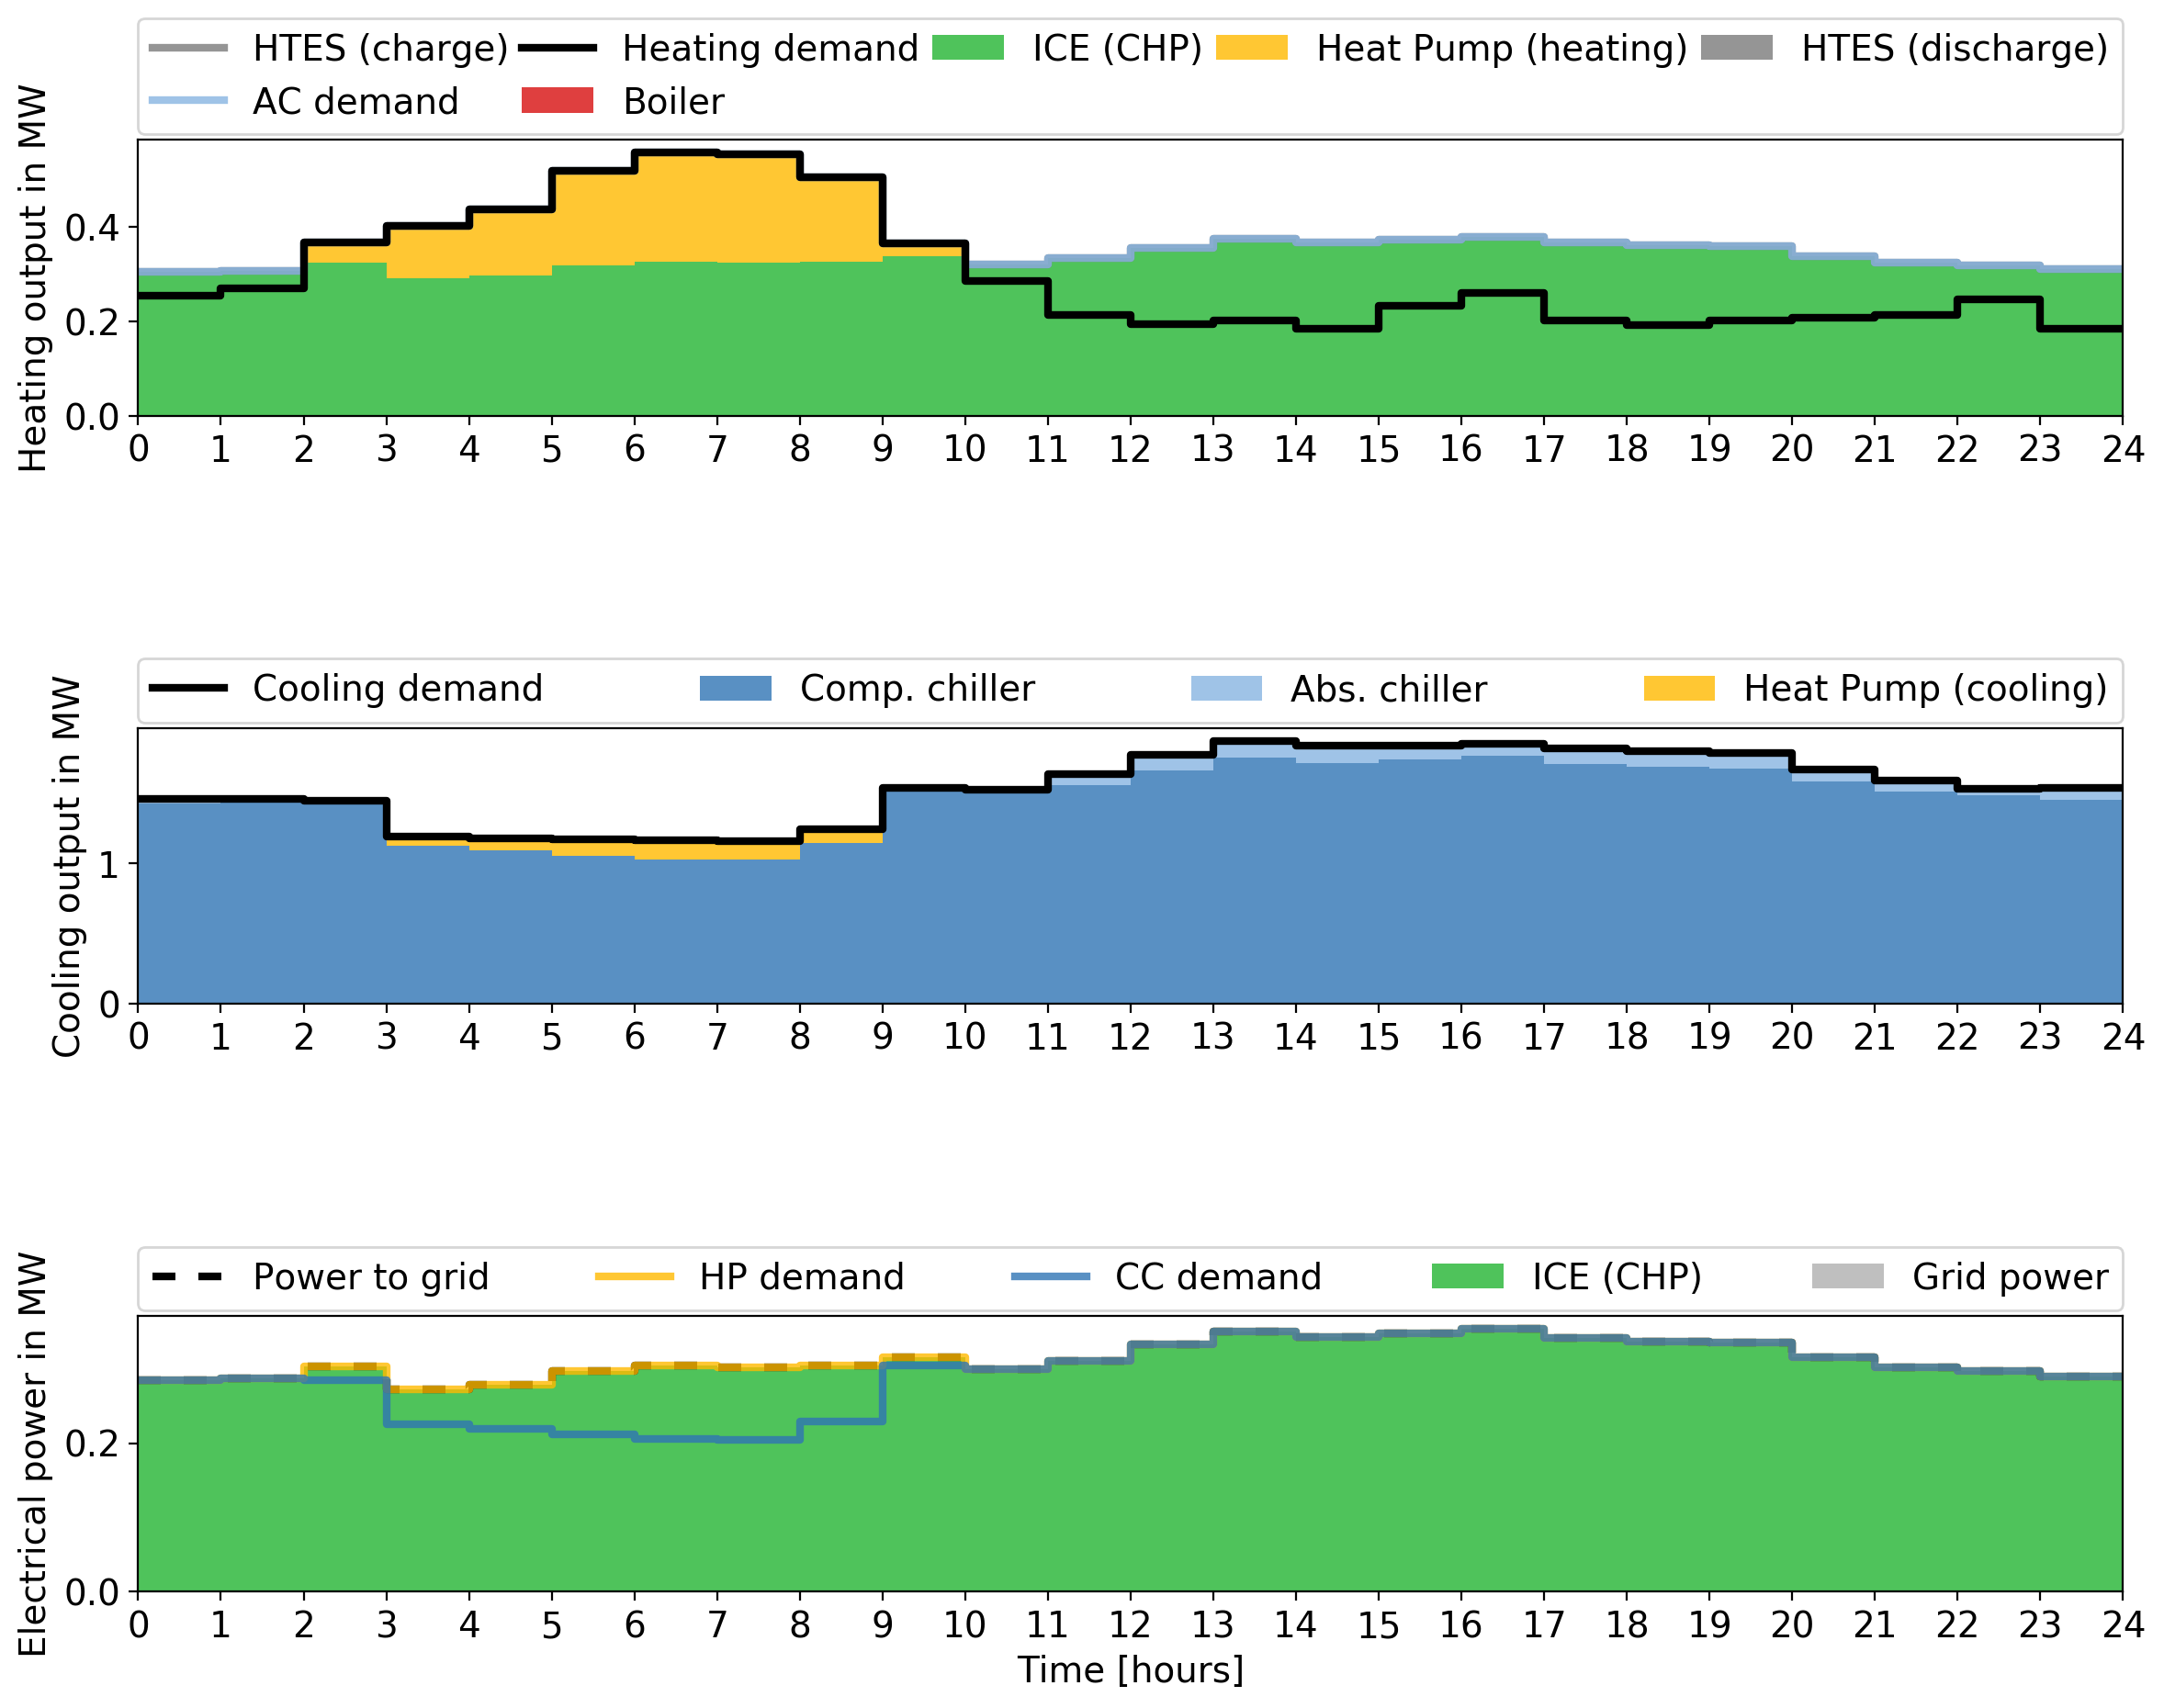 HTES (charge) Heating demand ICE (CHP) Heat Pump (heating) HTES (discharge)
AC demand Boiler
Heating output in MW
0.4
0.2
0.0
0 1 2 3 4 5 6 7 8 9 10 11 12 13 14 15 16 17 18 19 20 21 22 23 24
Cooling demand Comp. chiller Abs. chiller Heat Pump (cooling)
Cooling output in MW
1
0
0 1 2 3 4 5 6 7 8 9 10 11 12 13 14 15 16 17 18 19 20 21 22 23 24
Power to grid HP demand CC demand ICE (CHP) Grid power
Electrical power in MW
0.2
0.0
0 1 2 3 4 5 6 7 8 9 10 11 12 13 14 15 16 17 18 19 20 21 22 23 24
Time [hours]